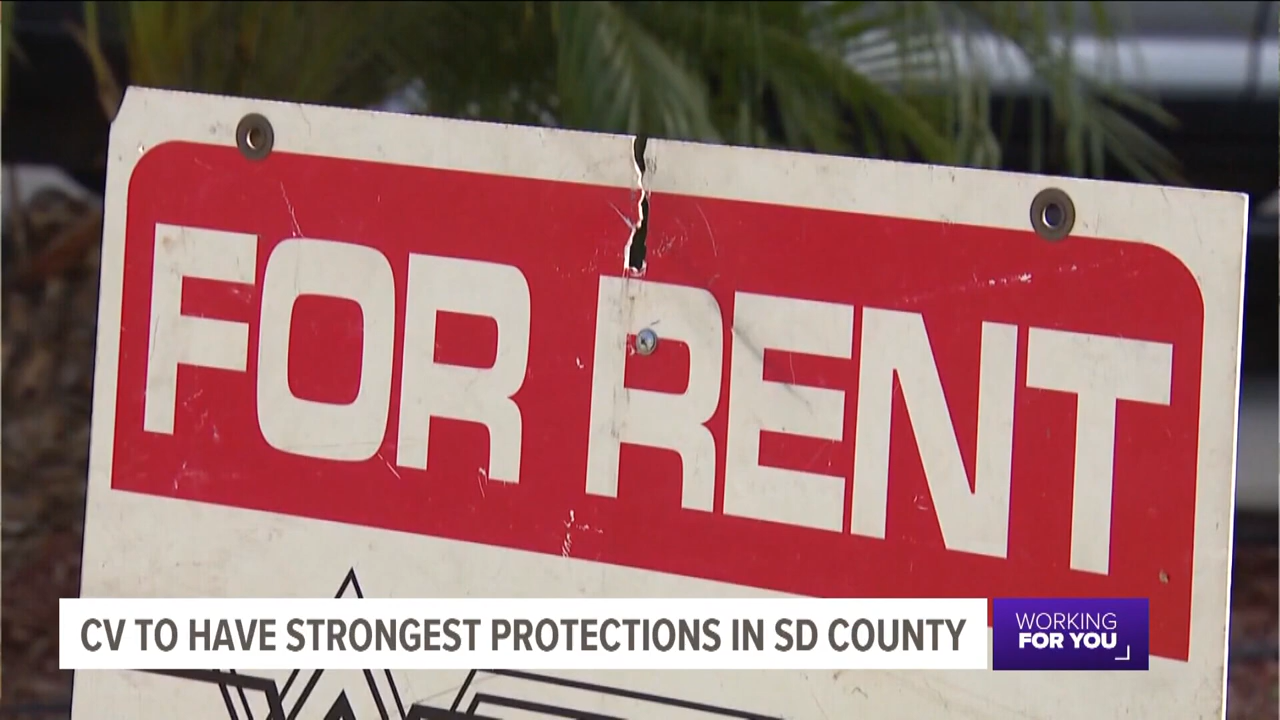 FOR RENT
CV TO HAVE STRONGEST PROTECTIONS IN SD COUNTY
WORKING
FOR YOU